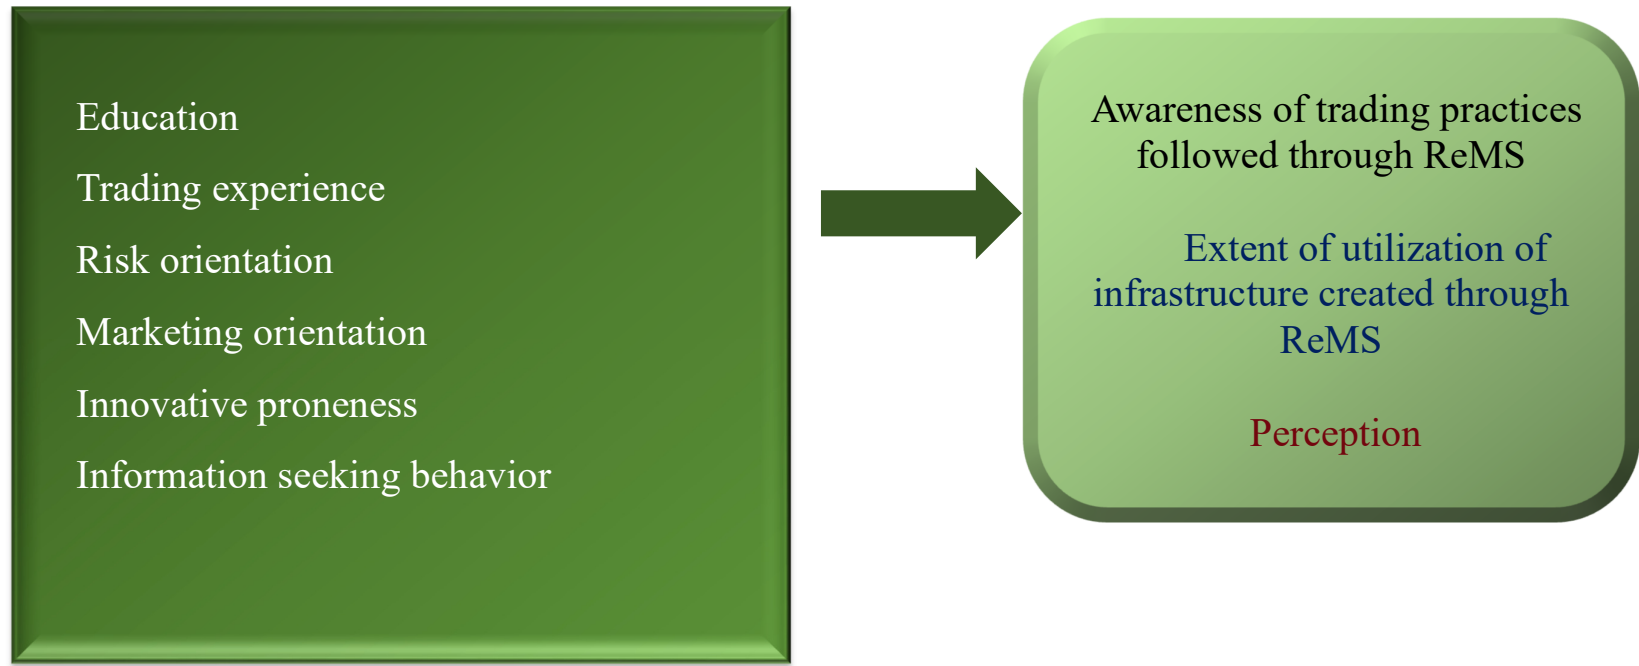 Education
Trading experience
Risk orientation
Marketing orientation
Innovative proneness
Information seeking behavior
Awareness of trading practices
followed through ReMS
Extent of utilization of
infrastructure created through
ReMS
Perception